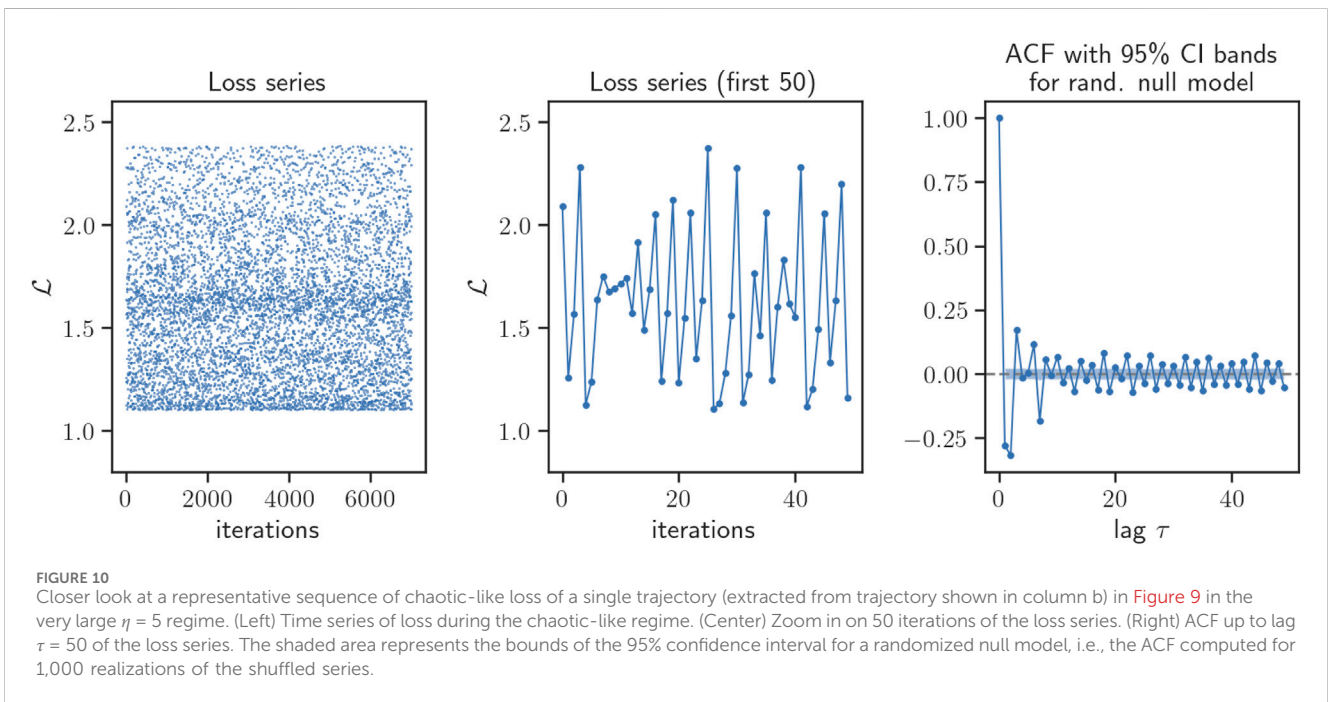 Loss series
2.5
2.0
1.5
1.0
ℒ
0
2000
4000
6000
iterations
Loss series (first 50)
2.5
2.0
1.5
1.0
ℒ
0
20
40
iterations
ACF with 95% CI bands
for rand. null model
1.00
0.75
0.50
0.25
0.00
−0.25
0
20
40
lag τ
FIGURE 10
Closer look at a representative sequence of chaotic-like loss of a single trajectory (extracted from trajectory shown in column b) in Figure 9 in the
very large η = 5 regime. (Left) Time series of loss during the chaotic-like regime. (Center) Zoom in on 50 iterations of the loss series. (Right) ACF up to lag
τ = 50 of the loss series. The shaded area represents the bounds of the 95% confidence interval for a randomized null model, i.e., the ACF computed for
1,000 realizations of the shuffled series.